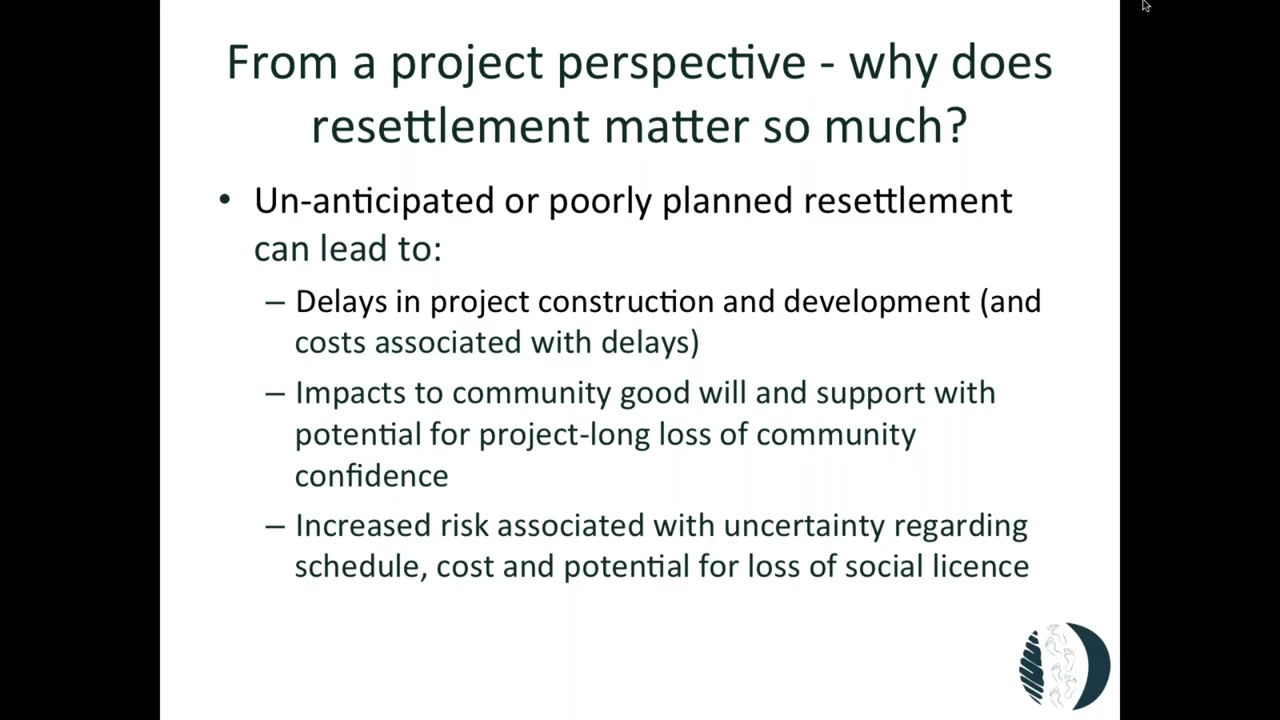 From a project perspective - why does
resettlement matter so much?
• Un-anticipated or poorly planned resettlement
can lead to:
– Delays in project construction and development (and
costs associated with delays)
– Impacts to community good will and support with
potential for project-long loss of community
confidence
– Increased risk associated with uncertainty regarding
schedule, cost and potential for loss of social licence